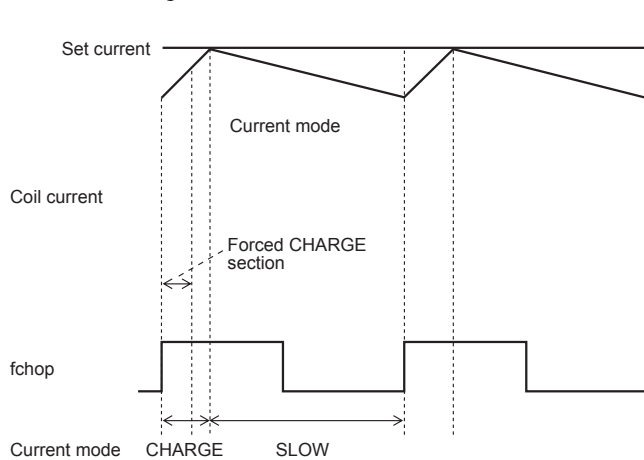 Set current
Current mode
Coil current
Forced CHARGE
section
fchop
Current mode CHARGE SLOW